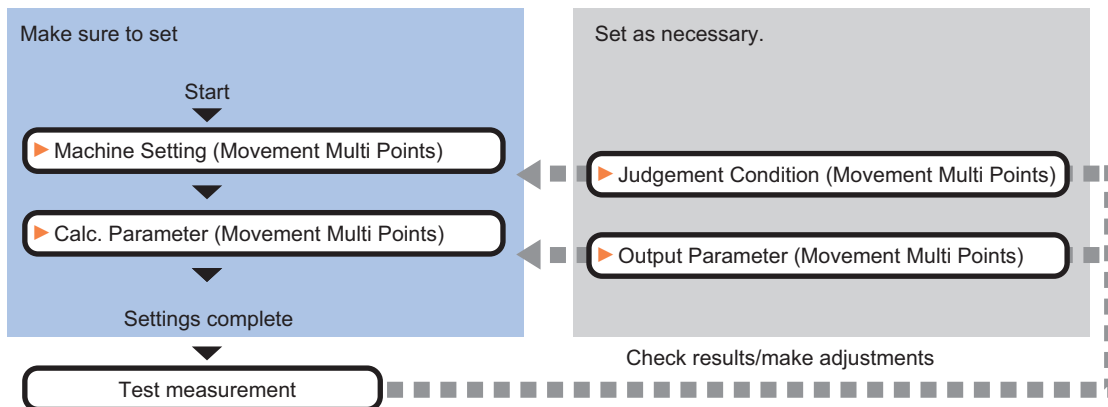 Make sure to set
Start
Machine Setting (Movement Multi Points)
Calc. Parameter (Movement Multi Points)
Settings complete
Test measurement
Set as necessary.
Judgement Condition (Movement Multi Points)
Output Parameter (Movement Multi Points)
Check results/make adjustments